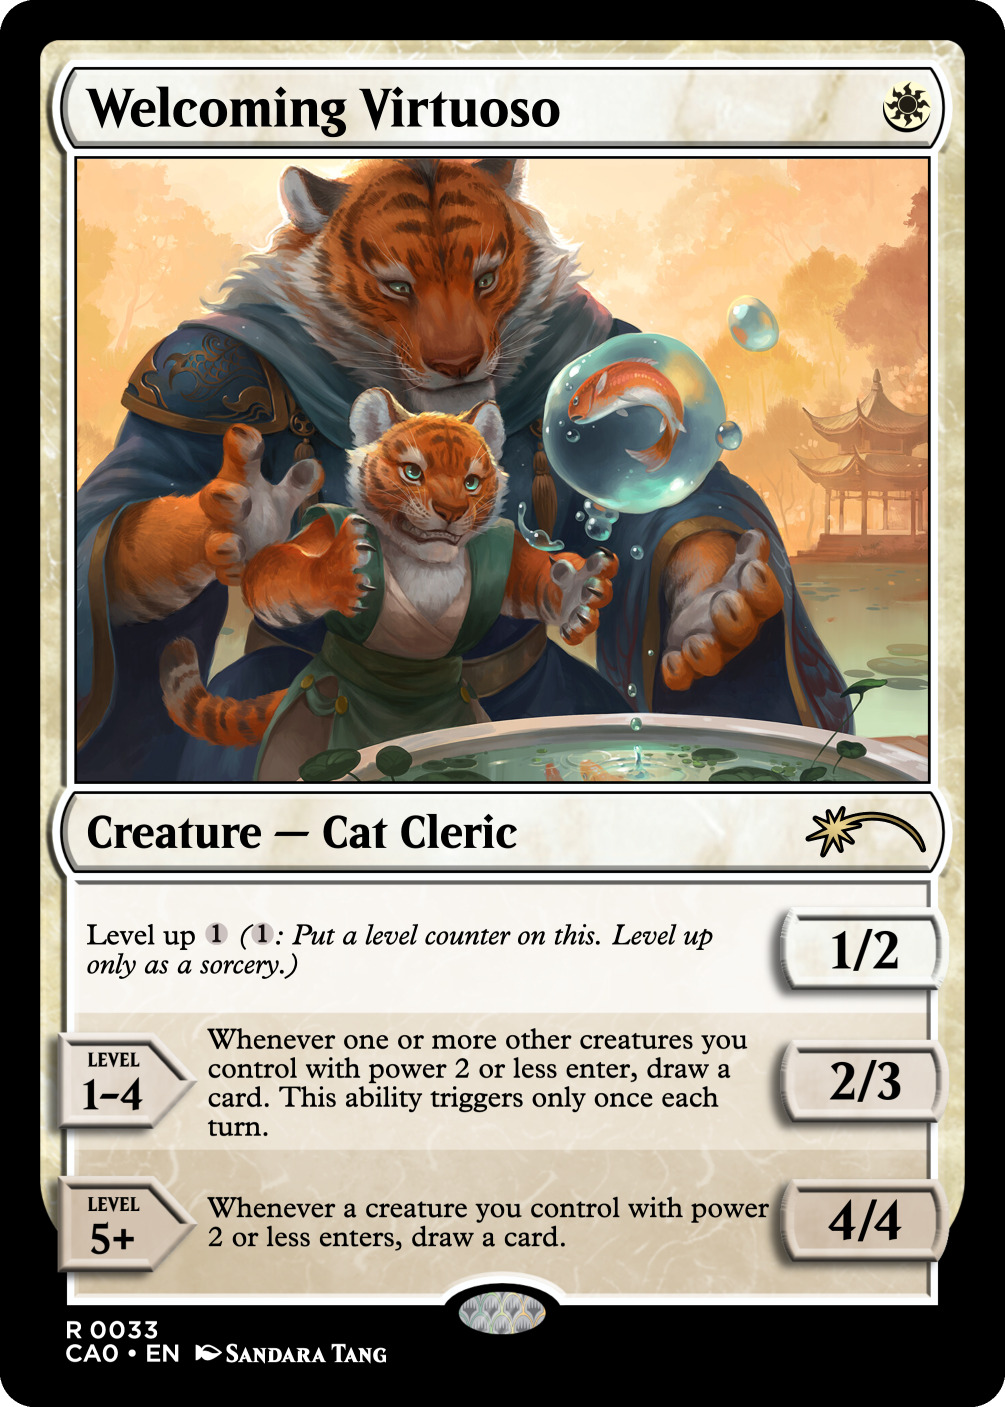 Welcoming Virtuoso
Creature — Cat Cleric
Level up 1 (1: Put a level counter on this. Level up
only as a sorcery.)
1/2
LEVEL
1–4
Whenever one or more other creatures you
control with power 2 or less enter, draw a
card. This ability triggers only once each
turn.
2/3
LEVEL
5+
Whenever a creature you control with power
2 or less enters, draw a card.
4/4
R 0033
CAO • EN SANDARA TANG